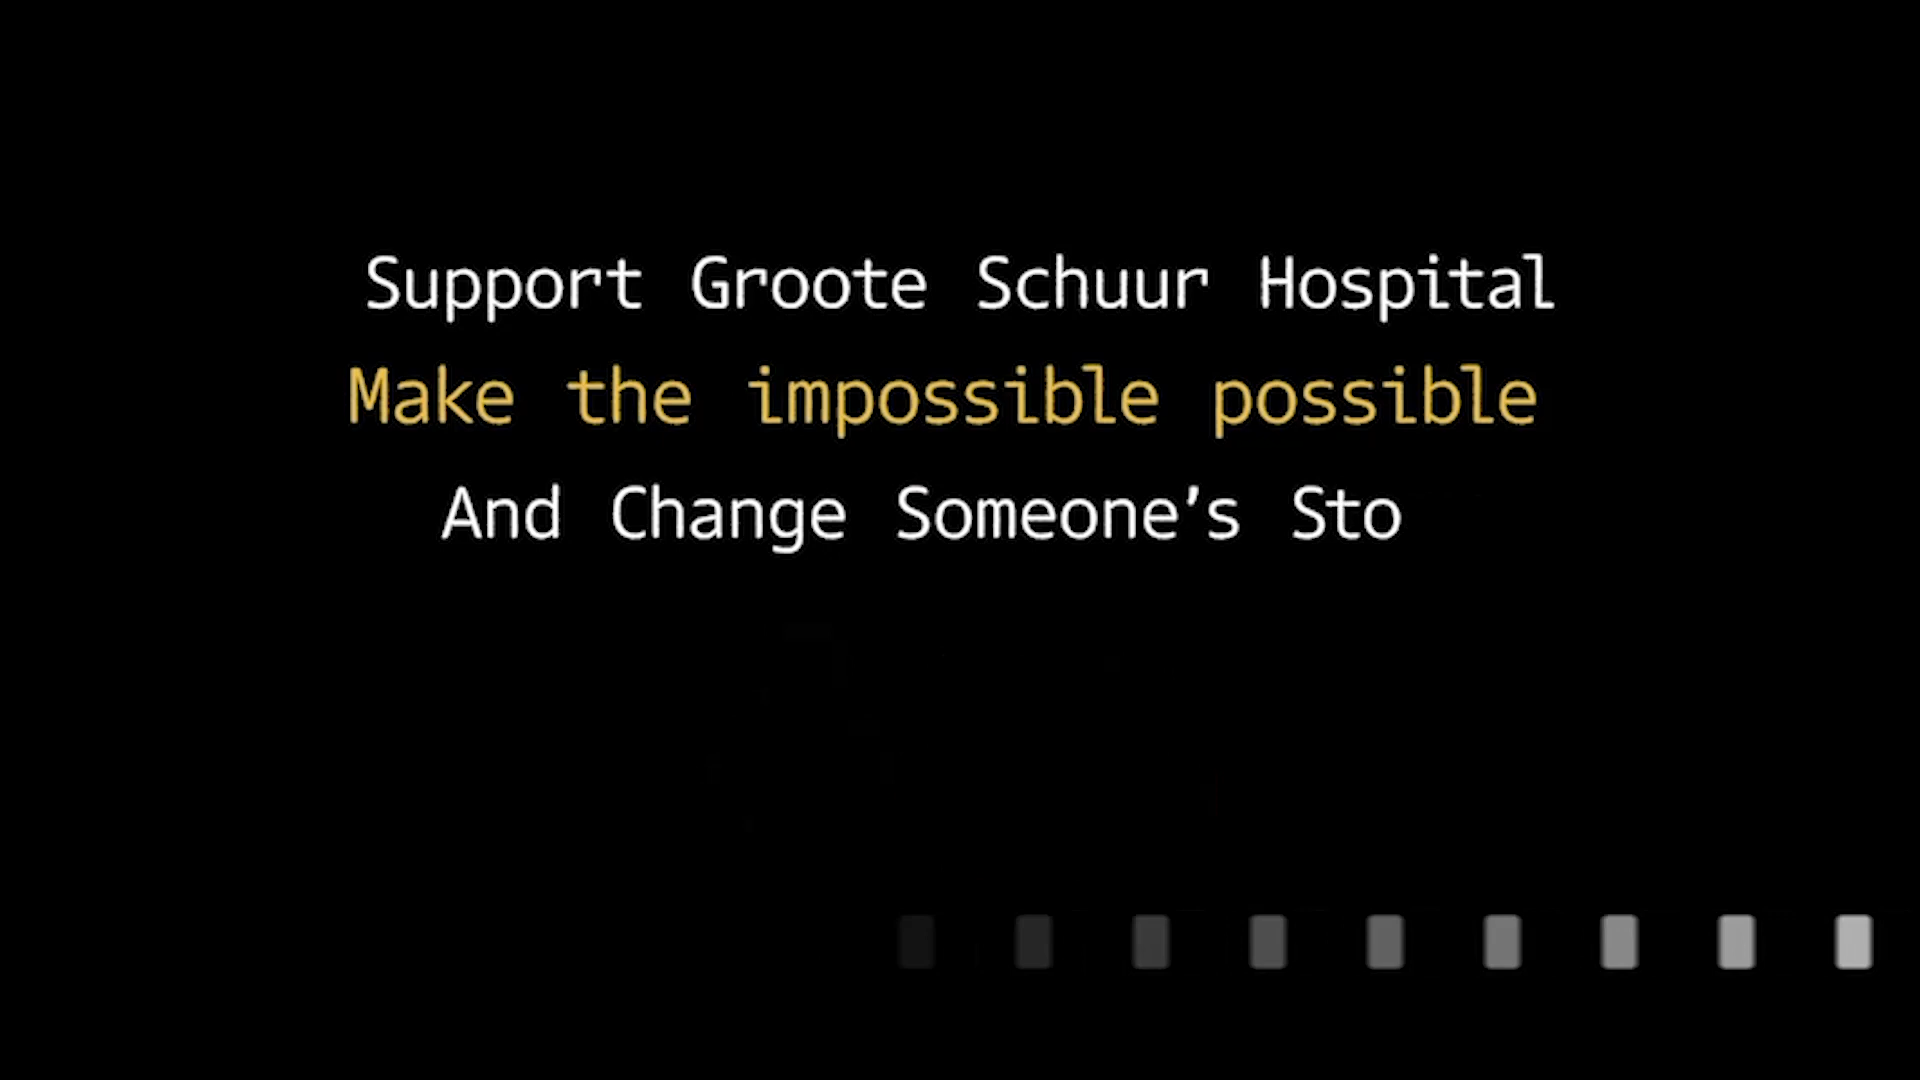 Support Groote Schuur Hospital
Make the impossible possible
And Change Someone's Sto